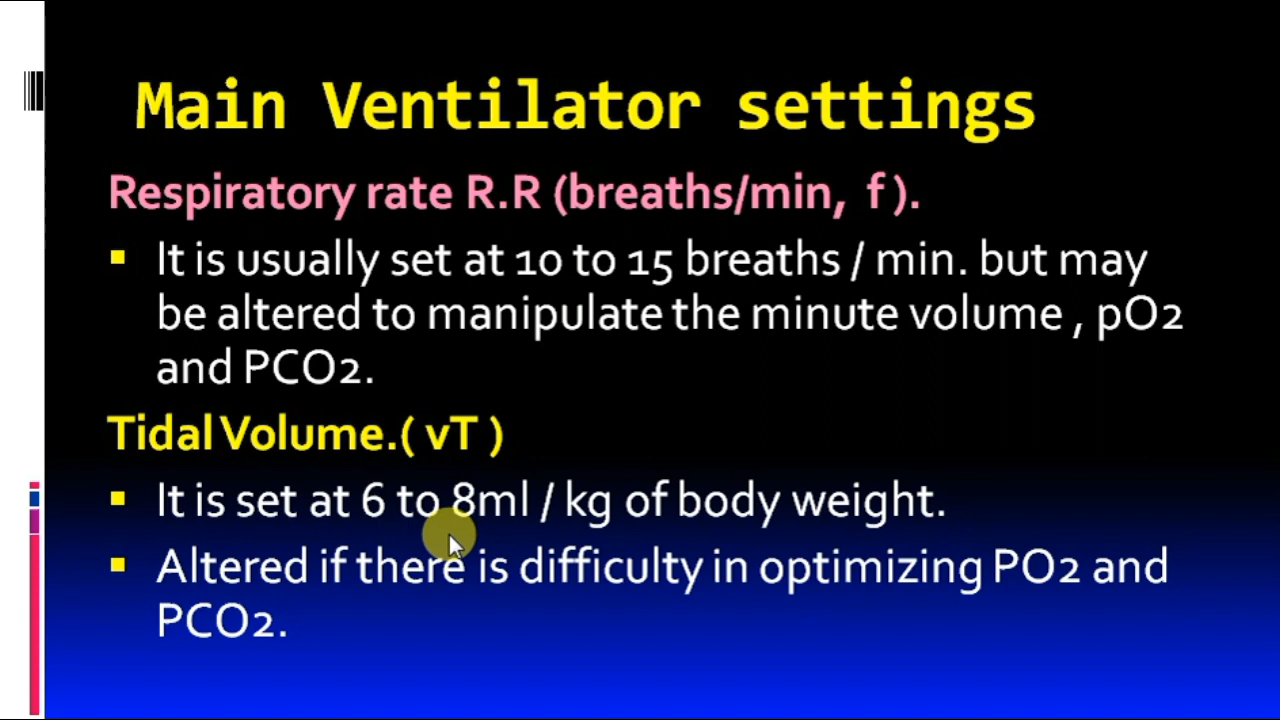 Main Ventilator settings
Respiratory rate R.R (breaths/min, f ).
It is usually set at 10 to 15 breaths / min. but may
be altered to manipulate the minute volume , pO2
and PCO2.
Tidal Volume.( vT )
It is set at 6 to 8ml / kg of body weight.
Altered if there is difficulty in optimizing PO2 and
PCO2.